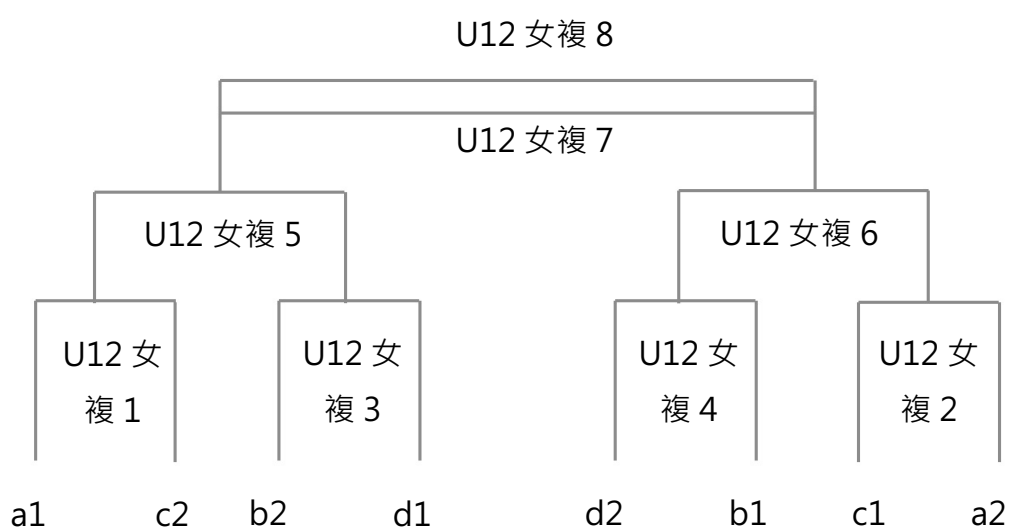 U12 女複 8
U12 女複 7
U12 女複 5
U12 女複 6
U12 女
複 1
U12 女
複 3
U12 女
複 4
U12 女
複 2
a1 c2 b2 d1 d2 b1 c1 a2